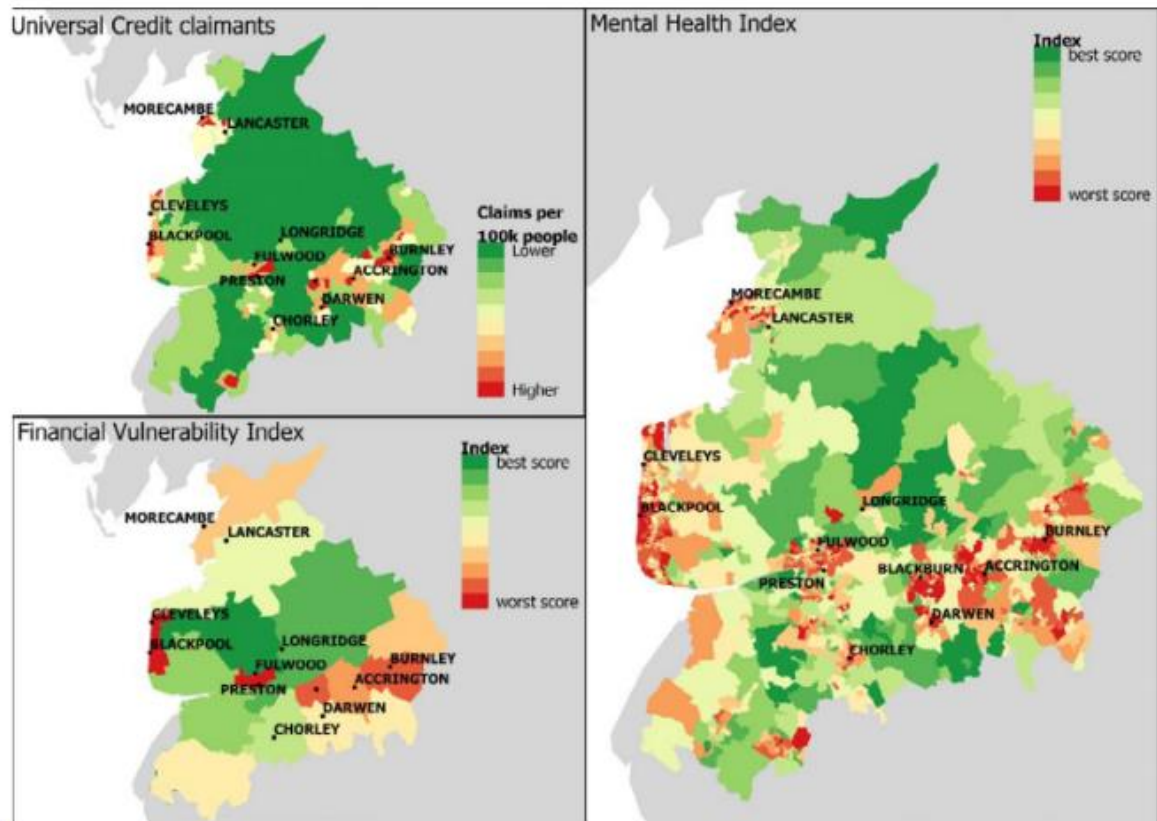 Universal Credit claimants
MORECAMBE
LANCASTER
CLEVELEYS
BLACKPOOL
LONGRIDGE
FULWOOD
PRESTON
BURNLEY
ACCRINGTON
DARWEN
CHORLEY
Claims per
100k people
Lower
Higher
Financial Vulnerability Index
Index
best score
worst score
MORECAMBE
LANCASTER
CLEVELEYS
BLACKPOOL
LONGRIDGE
FULWOOD
PRESTON
BURNLEY
ACCRINGTON
DARWEN
CHORLEY
Mental Health Index
Index
best score
worst score
MORECAMBE
LANCASTER
CLEVELEYS
BLACKPOOL
LONGRIDGE
FULWOOD
PRESTON
BLACKBURN
BURNLEY
ACCRINGTON
DARWEN
CHORLEY